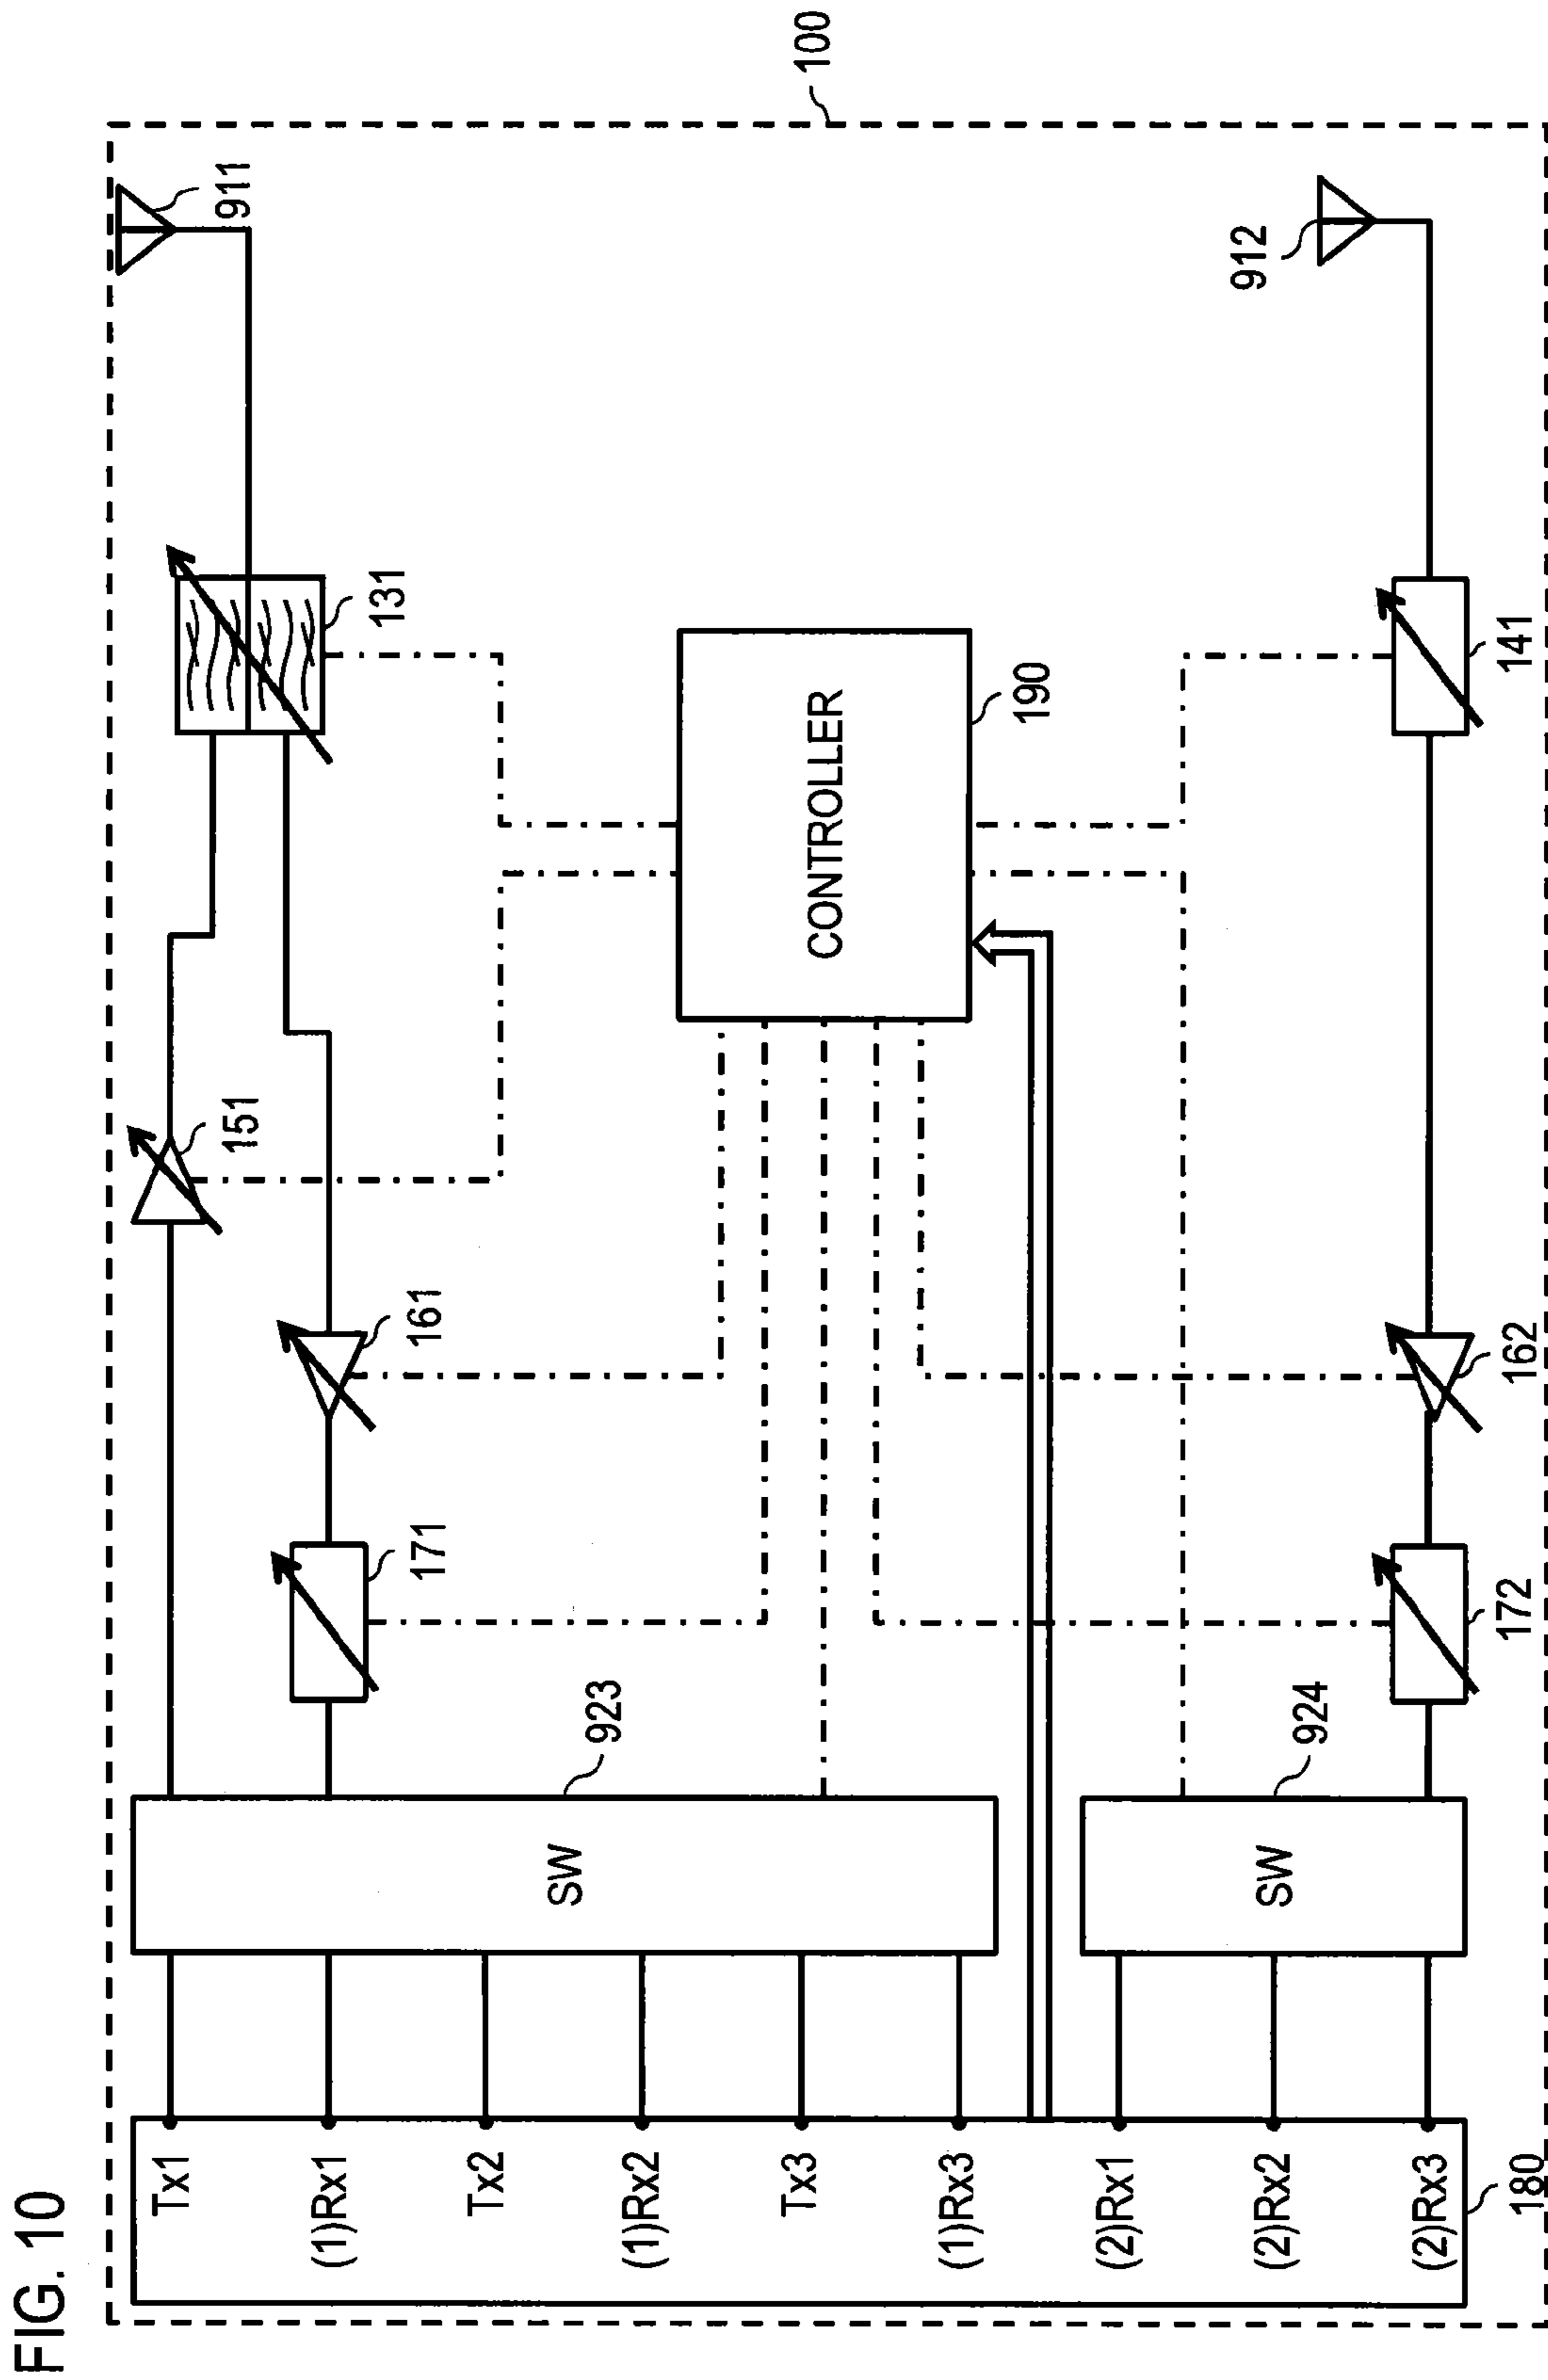 FIG. 10
100
911
131
151
161
171
923
SW
CONTROLLER
190
912
141
162
172
924
SW
Tx1
(1)Rx1
Tx2
(1)Rx2
Tx3
(1)Rx3
(2)Rx1
(2)Rx2
(2)Rx3
180